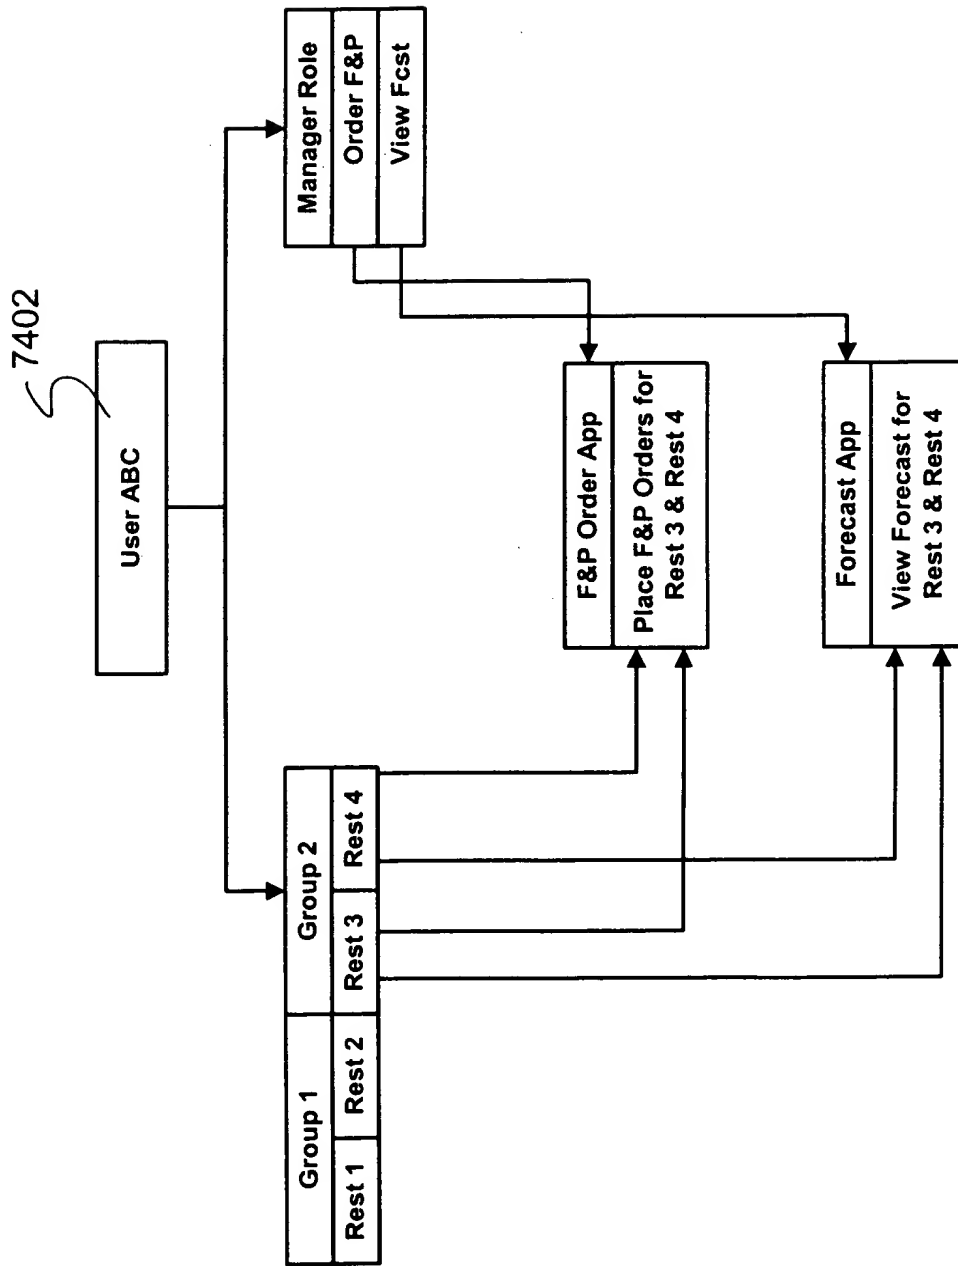 7402
User ABC
Group 1
Group 2
Rest 1
Rest 2
Rest 3
Rest 4
Manager Role
Order F&P
View Fcst
F&P Order App
Place F&P Orders for
Rest 3 & Rest 4
Forecast App
View Forecast for
Rest 3 & Rest 4